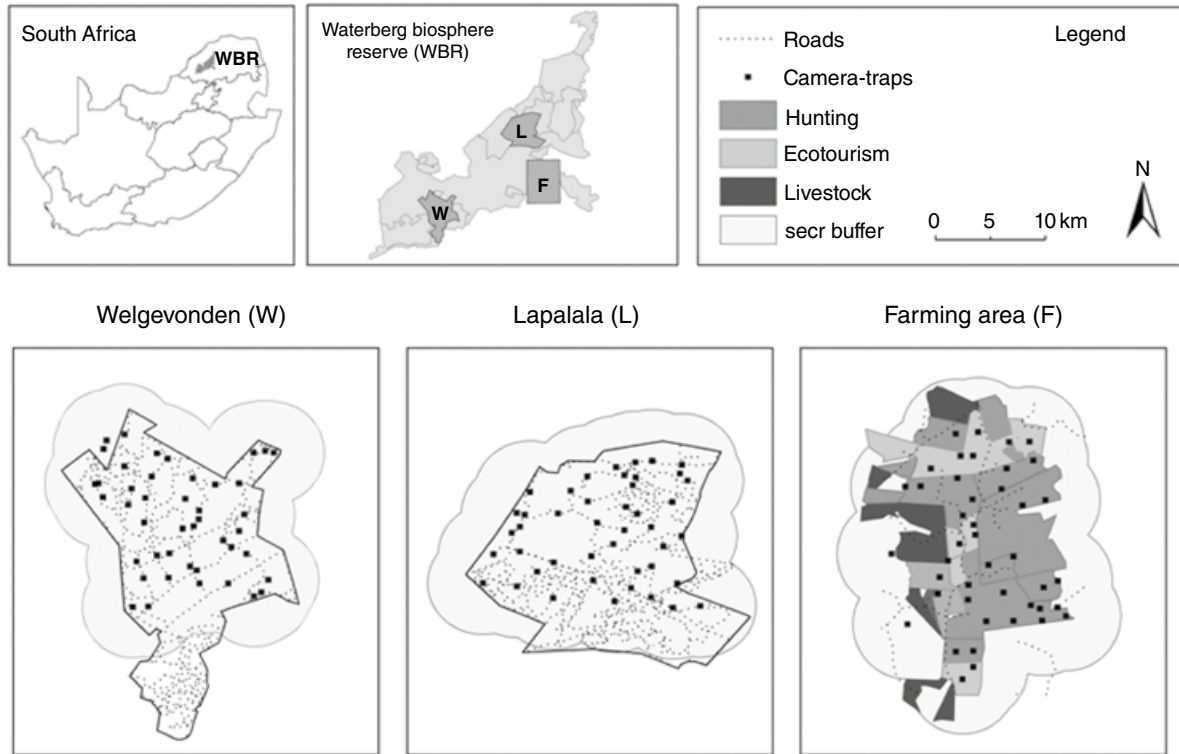 South Africa
WBR
Waterberg biosphere
reserve (WBR)
L
F
W
Legend
Roads
Camera-traps
Hunting
Ecotourism
Livestock
secr buffer
N
0 5 10 km
Welgevonden (W)
Lapalala (L)
Farming area (F)